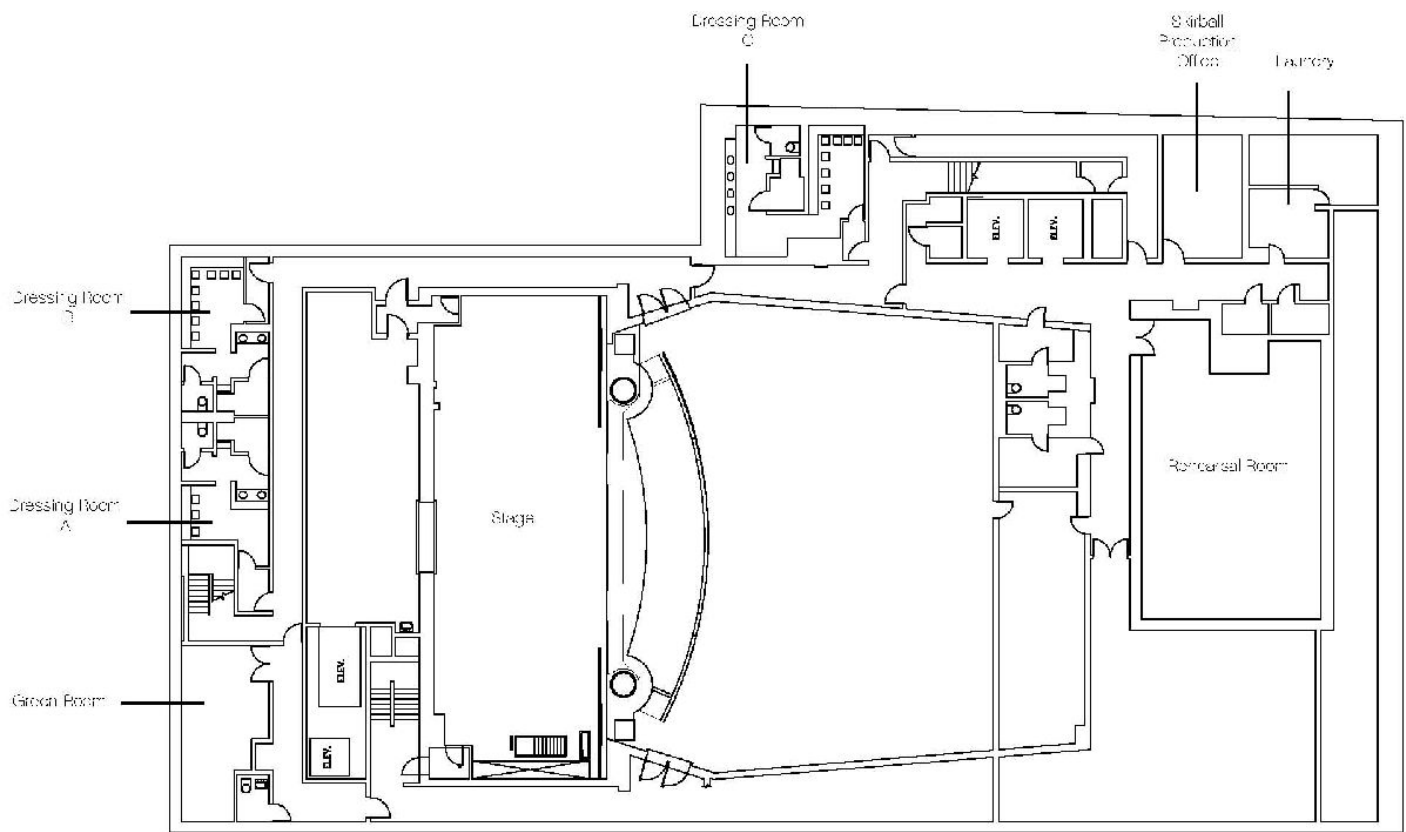 Dressing Room
C
Skirball
Production
Office
Laundry
ELEV.
ELEV.
Dressing Room
B
Rehearsal Room
Dressing Room
A
Stage
ELEV.
Green Room
ELEV.